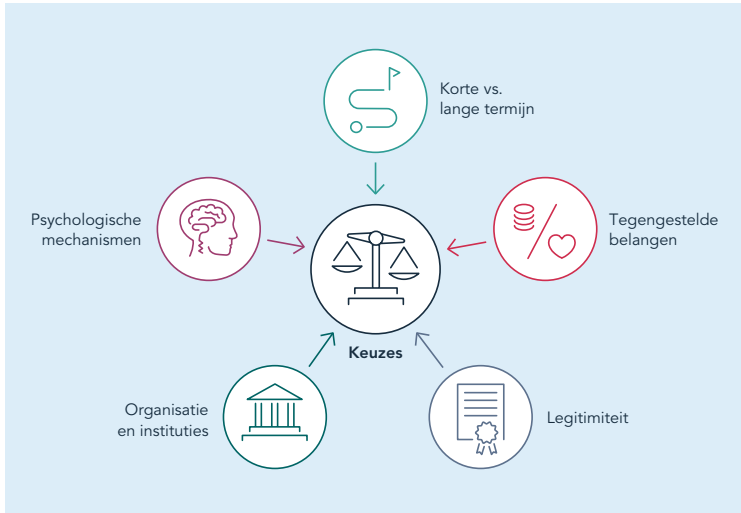 Korte vs.
lange termijn
Psychologische
mechanismen
Tegengestelde
belangen
Keuzes
Organisatie
en instituties
Legitimiteit